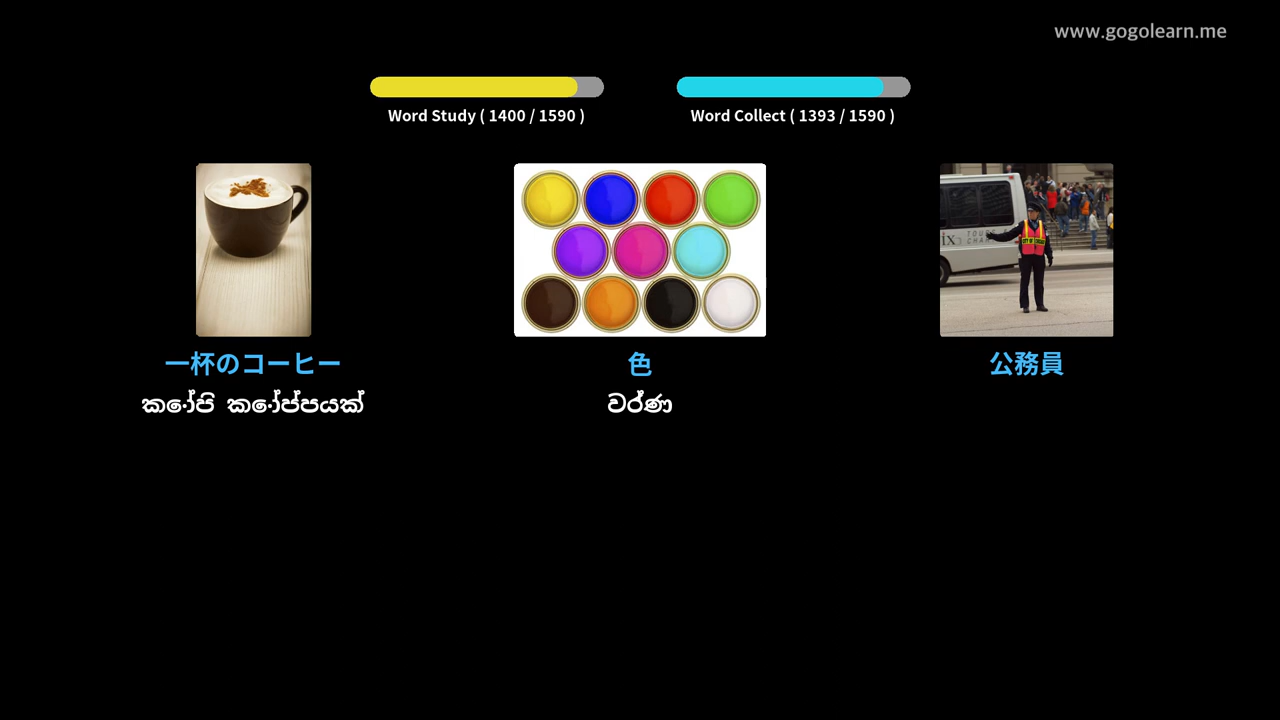 www.gogolearn.me
Word Study ( 1400 / 1590 )
Word Collect ( 1393 / 1590 )
一杯のコーヒー
色
公務員
කෝපි කෝප්පයක්
වර්ණ